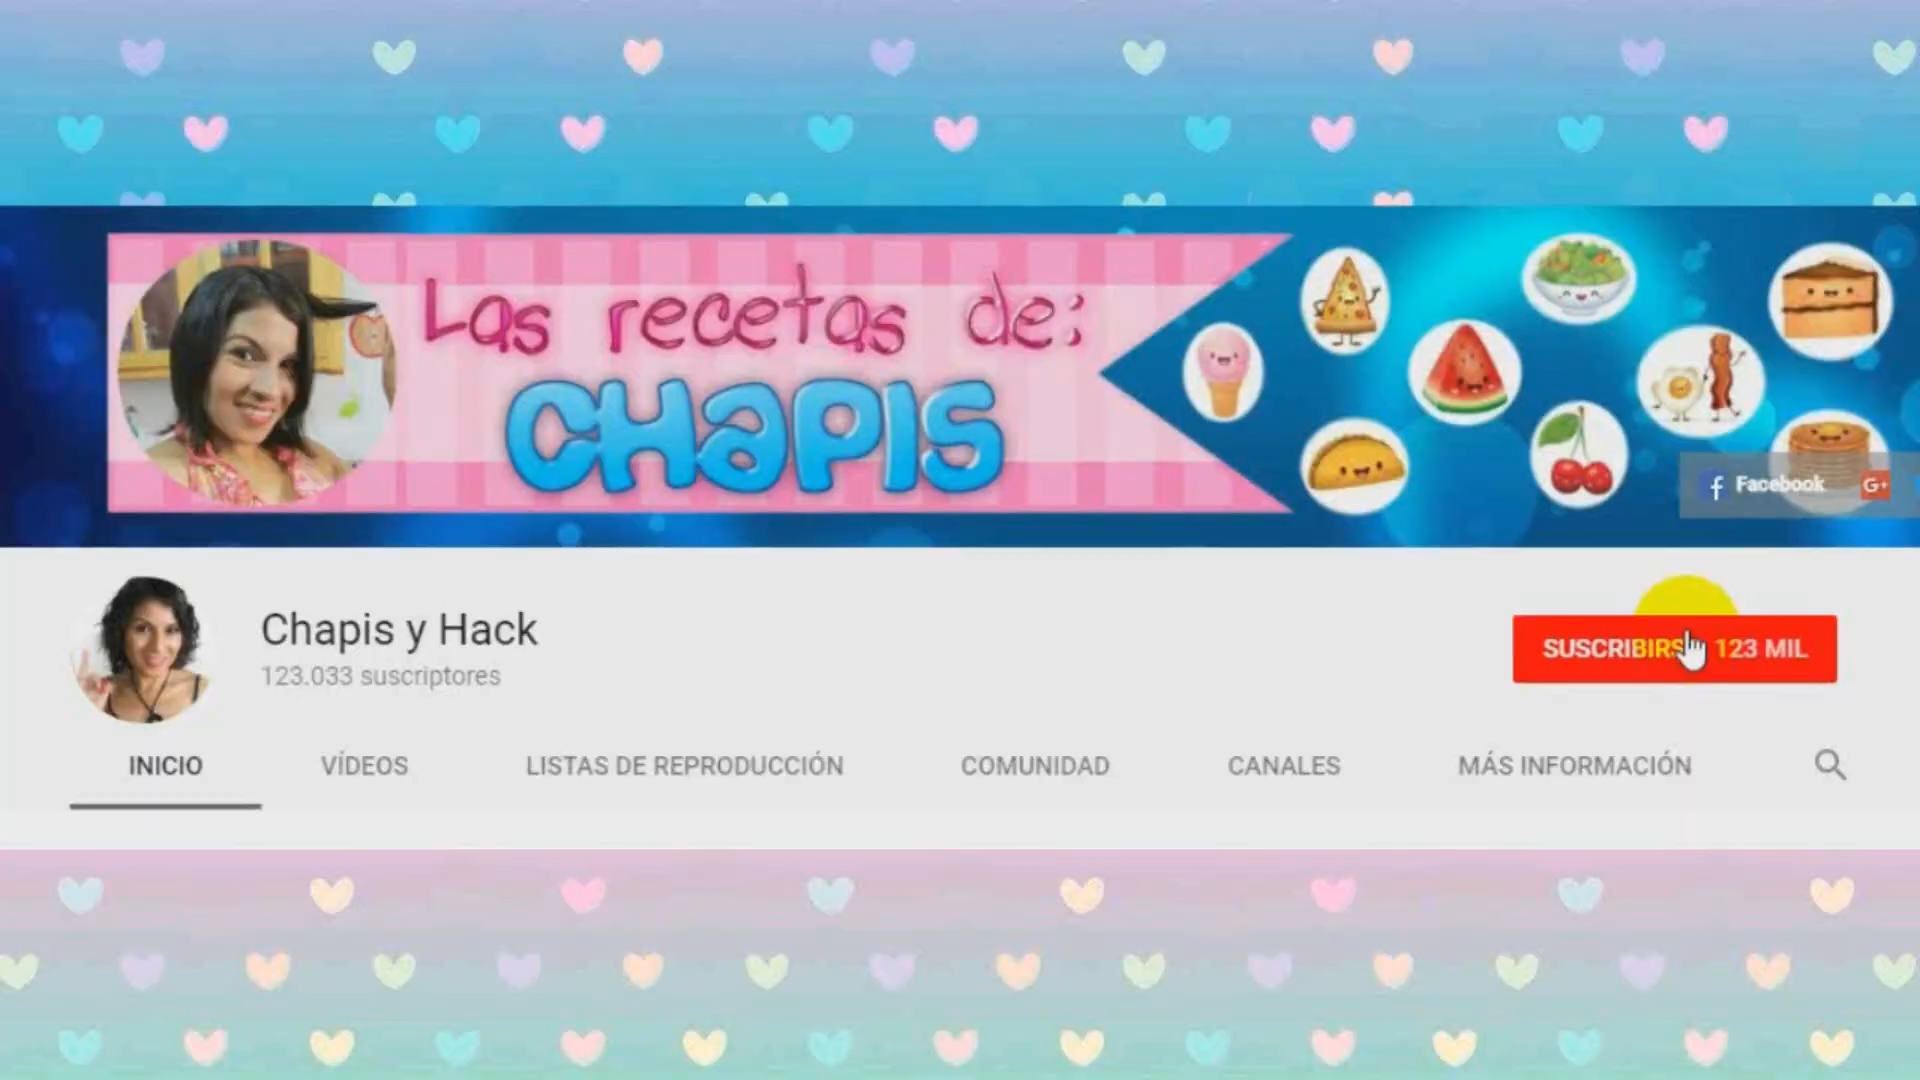 Las recetas de:
CHaPIS
Facebook
G+
Chapis y Hack
123.033 suscriptores
SUSCRIBIRS 123 MIL
INICIO
VÍDEOS
LISTAS DE REPRODUCCIÓN
COMUNIDAD
CANALES
MÁS INFORMACIÓN